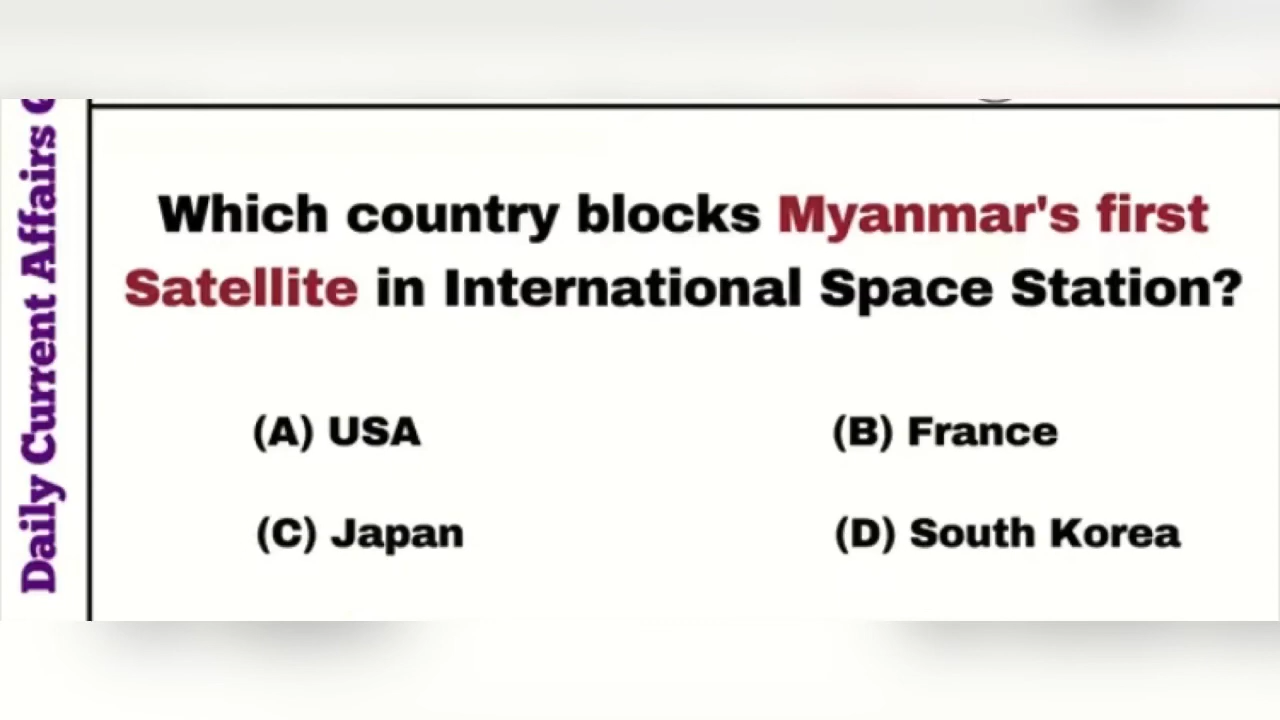 Daily Current Affairs
Which country blocks Myanmar's first
Satellite in International Space Station?
(A) USA
(B) France
(C) Japan
(D) South Korea